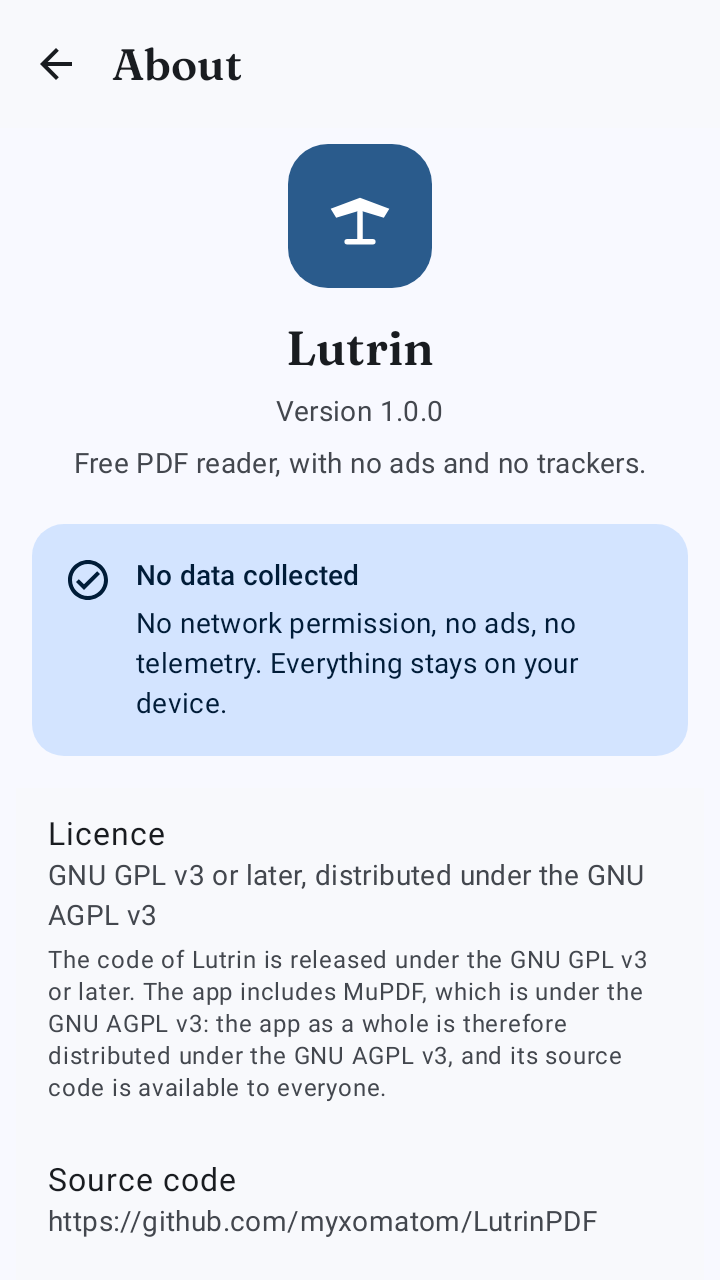 About
Lutrin
Version 1.0.0
Free PDF reader, with no ads and no trackers.
No data collected
No network permission, no ads, no
telemetry. Everything stays on your
device.
Licence
GNU GPL v3 or later, distributed under the GNU
AGPL v3
The code of Lutrin is released under the GNU GPL v3
or later. The app includes MuPDF, which is under the
GNU AGPL v3: the app as a whole is therefore
distributed under the GNU AGPL v3, and its source
code is available to everyone.
Source code
https://github.com/myxomatom/LutrinPDF